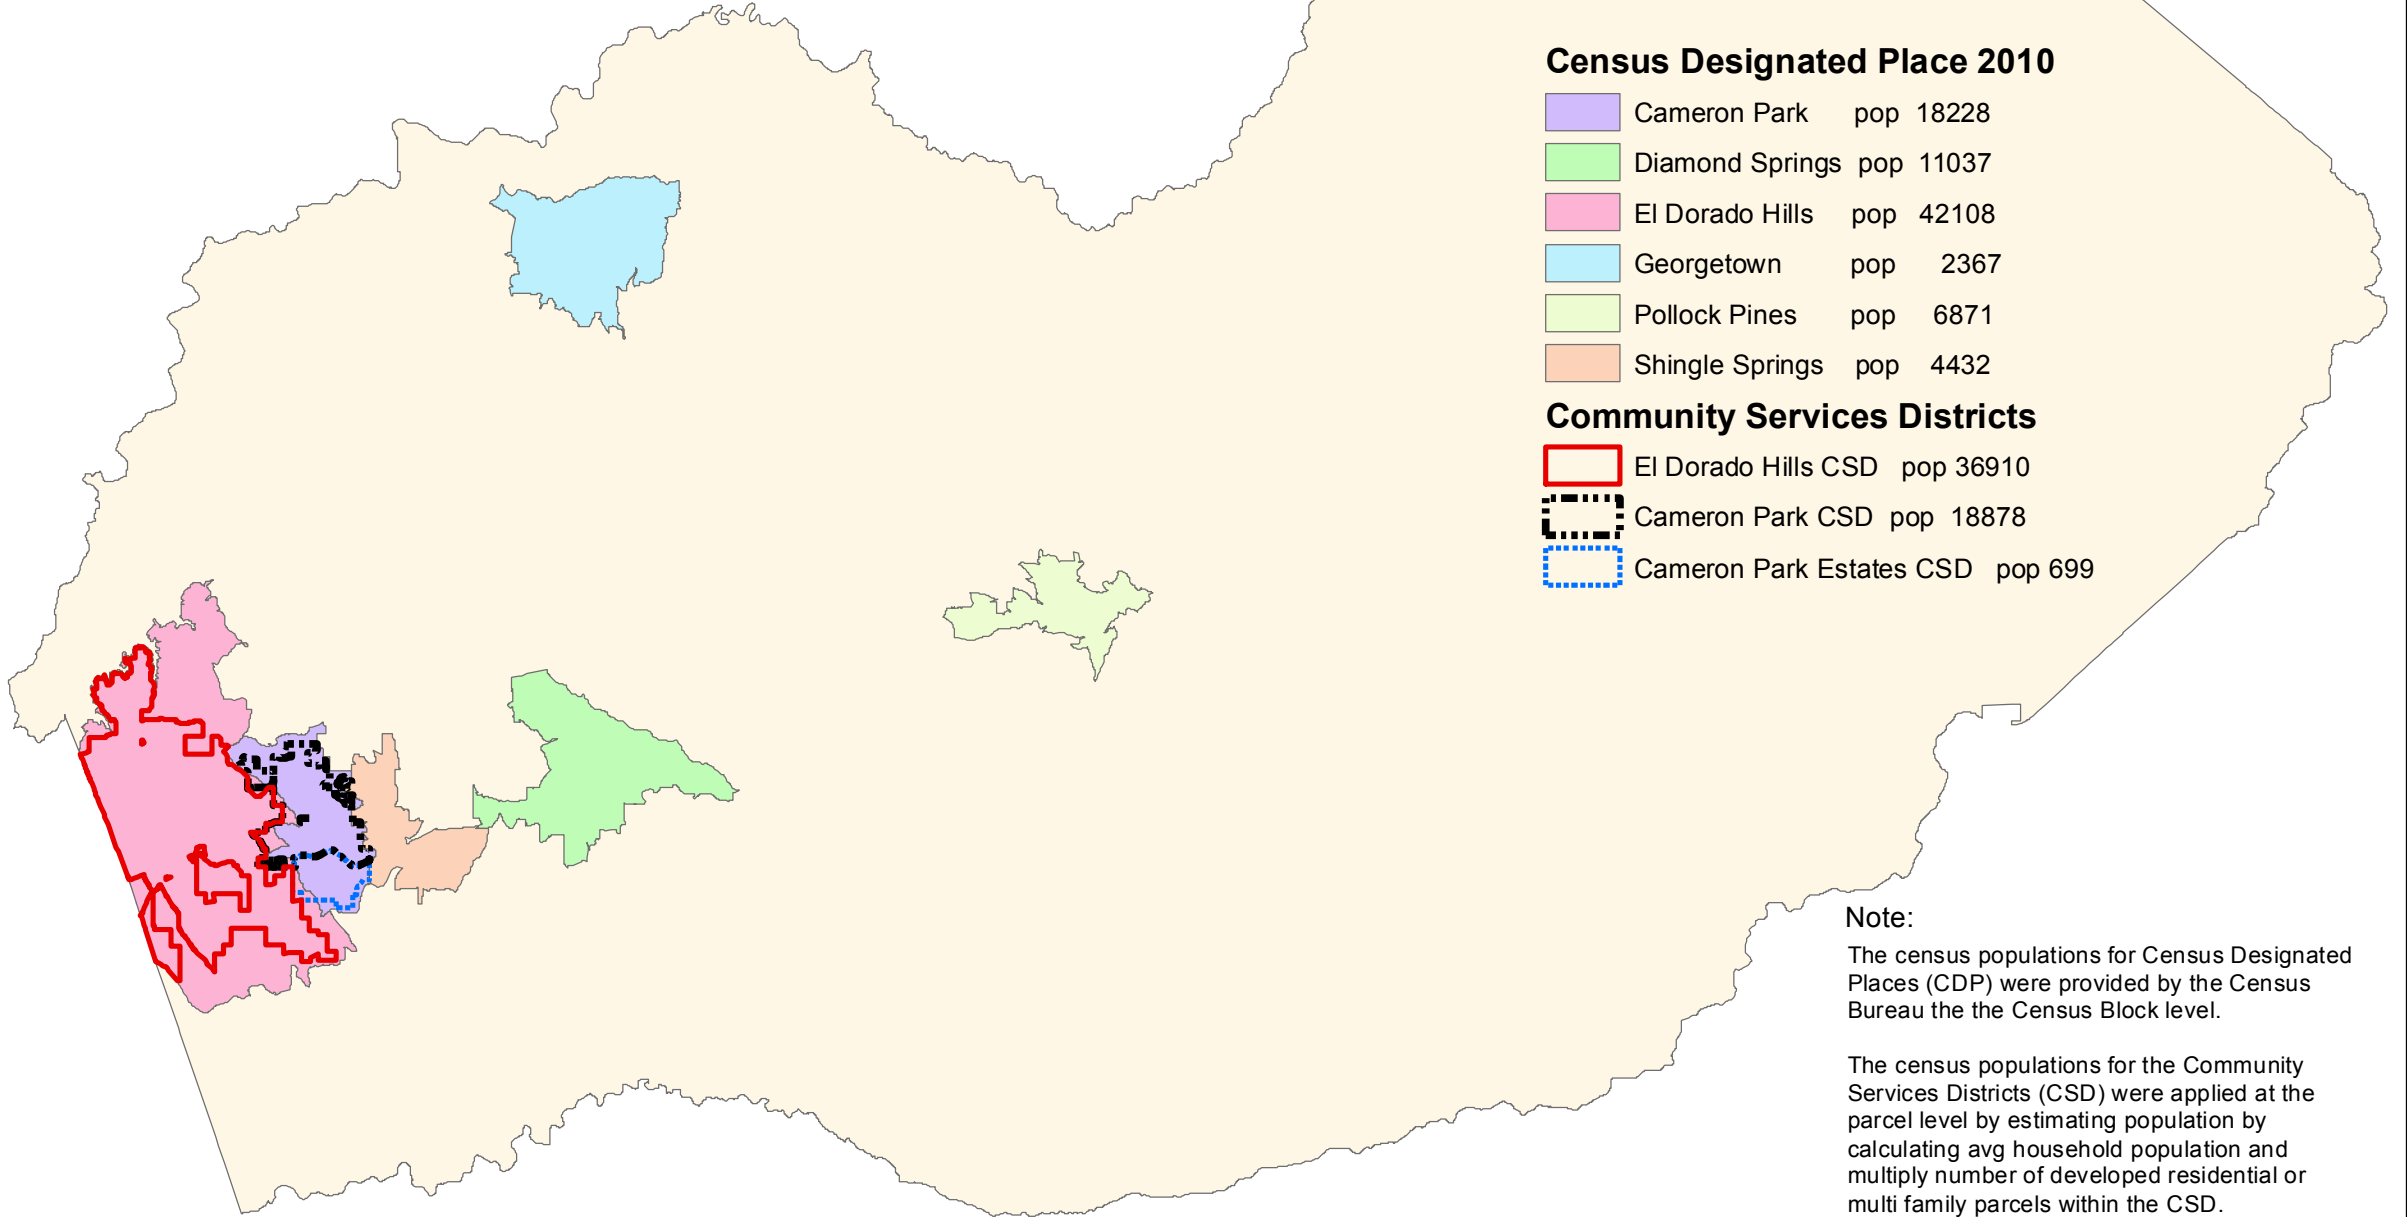 Census Designated Place 2010
Cameron Park pop 18228
Diamond Springs pop 11037
El Dorado Hills pop 42108
Georgetown pop 2367
Pollock Pines pop 6871
Shingle Springs pop 4432
Community Services Districts
El Dorado Hills CSD pop 36910
Cameron Park CSD pop 18878
Cameron Park Estates CSD pop 699
Note:
The census populations for Census Designated
Places (CDP) were provided by the Census
Bureau the the Census Block level.
The census populations for the Community
Services Districts (CSD) were applied at the
parcel level by estimating population by
calculating avg household population and
multiply number of developed residential or
multi family parcels within the CSD.